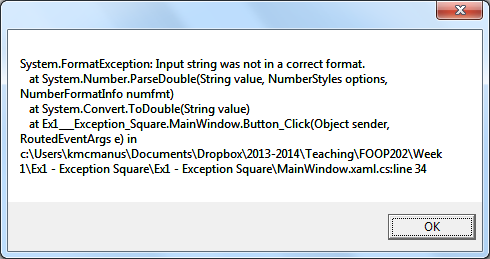 System.FormatException: Input string was not in a correct format.
at System.Number.ParseDouble(String value, NumberStyles options,
NumberFormatInfo numfmt)
at System.Convert.ToDouble(String value)
at Ex1___Exception_Square.MainWindow.Button_Click(Object sender,
RoutedEventArgs e) in
c:\Users\kmcmanus\Documents\Dropbox\2013-2014\Teaching\FOOP202\Week
1\Ex1 - Exception Square\Ex1 - Exception Square\MainWindow.xaml.cs:line 34
OK